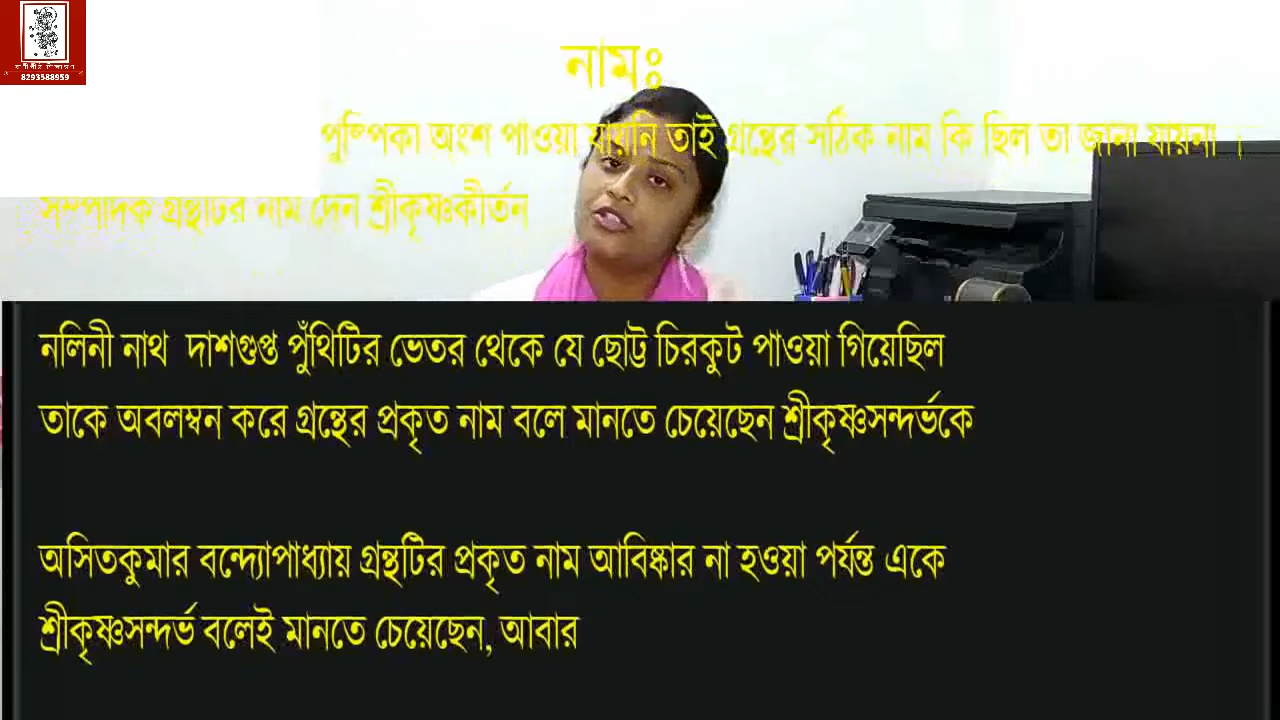 8293588959
নামঃ
পুষ্পিকা অংশ পাওয়া যায়নি তাই গ্রন্থের সঠিক নাম কি ছিল তা জানা যায়না ।
সম্পাদক গ্রন্থটির নাম দেন শ্রীকৃষ্ণকীর্তন
নলিনী নাথ দাশগুপ্ত পুঁথিটির ভেতর থেকে যে ছোট্ট চিরকুট পাওয়া গিয়েছিল
তাকে অবলম্বন করে গ্রন্থের প্রকৃত নাম বলে মানতে চেয়েছেন শ্রীকৃষ্ণসন্দর্ভকে
অসিতকুমার বন্দ্যোপাধ্যায় গ্রন্থটির প্রকৃত নাম আবিষ্কার না হওয়া পর্যন্ত একে
শ্রীকৃষ্ণসন্দর্ভ বলেই মানতে চেয়েছেন, আবার